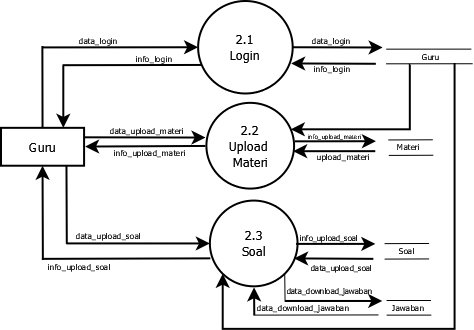 data_login
2.1
Login
data_login
info_login
Guru
info_login
Guru
data_upload_materi
info_upload_materi
2.2
Upload
Materi
info_upload_materi
upload_materi
Materi
data_upload_soal
info_upload_soal
2.3
Soal
info_upload_soal
data_upload_soal
Soal
data_download_jawaban
data_download_jawaban
Jawaban